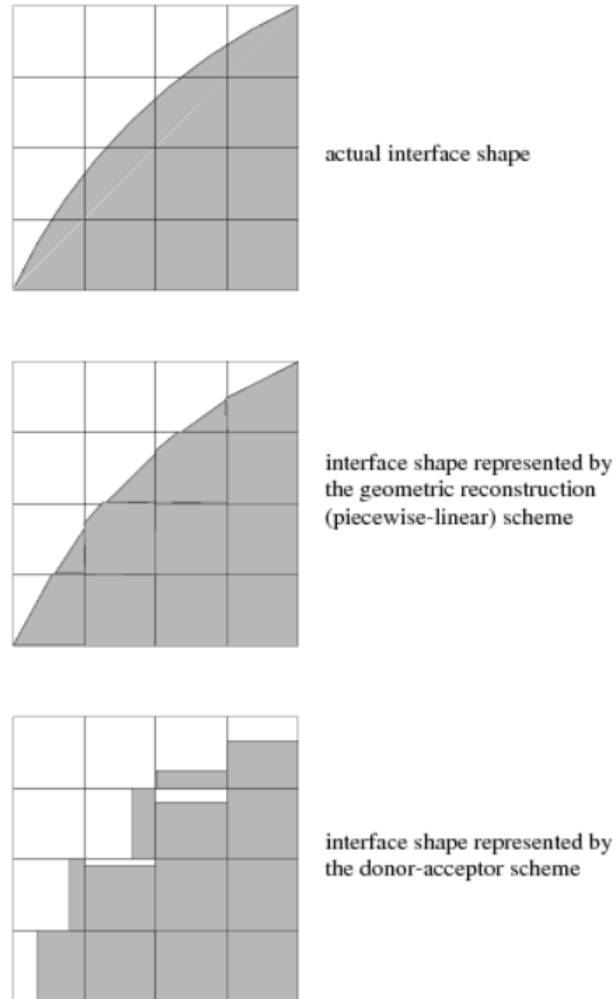 actual interface shape
interface shape represented by
the geometric reconstruction
(piecewise-linear) scheme
interface shape represented by
the donor-acceptor scheme